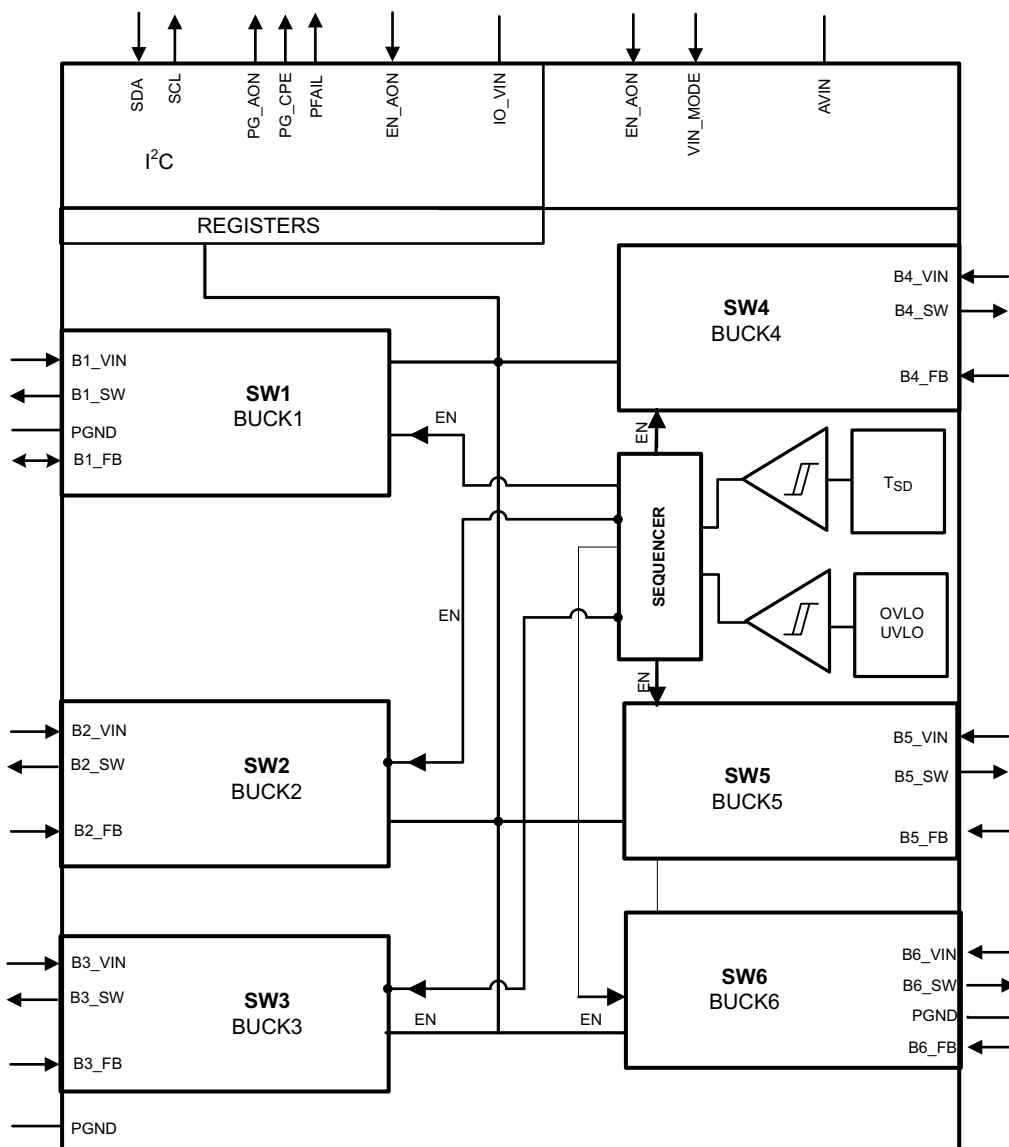 SDA
SCL
PG_AON
PG_CPE
PFAIL
EN_AON
IO_VIN
EN_AON
VIN_MODE
AVIN
I²C
REGISTERS
SW4
BUCK4
B4_VIN
B4_SW
B4_FB
B1_VIN
B1_SW
PGND
B1_FB
SW1
BUCK1
EN
EN
SEQUENCER
TSD
OVLO
UVLO
EN
EN
B2_VIN
B2_SW
B2_FB
SW2
BUCK2
SW5
BUCK5
B5_VIN
B5_SW
B5_FB
B3_VIN
B3_SW
B3_FB
SW3
BUCK3
EN
EN
SW6
BUCK6
B6_VIN
B6_SW
PGND
B6_FB
PGND